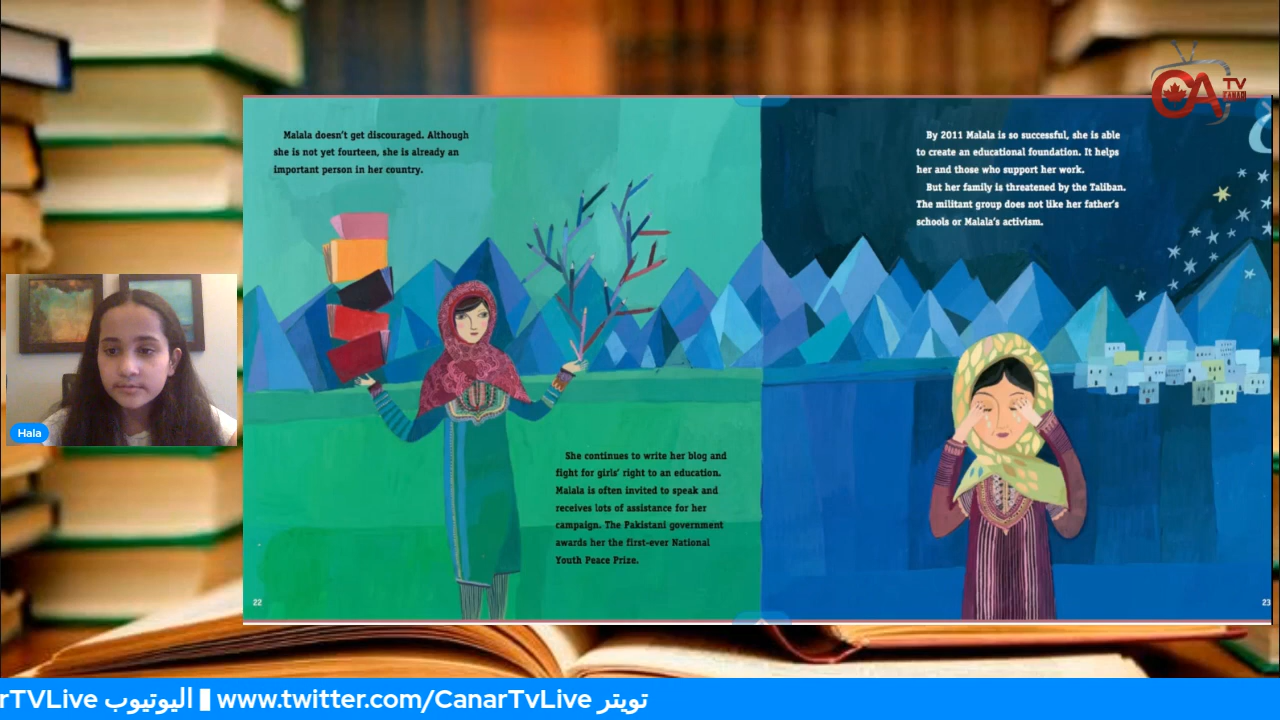 CA TV
Malala doesn't get discouraged. Although
she is not yet fourteen, she is already an
important person in her country.
She continues to write her blog and
fight for girls' right to an education.
Malala is often invited to speak and
receives lots of assistance for her
campaign. The Pakistani government
awards her the first-ever National
Youth Peace Prize.
22
By 2011 Malala is so successful, she is able
to create an educational foundation. It helps
her and those who support her work.
But her family is threatened by the Taliban.
The militant group does not like her father's
schools or Malala's activism.
23
Hala
rTVLive اليوتيوب ▮ www.twitter.com/CanarTvLive تويتر